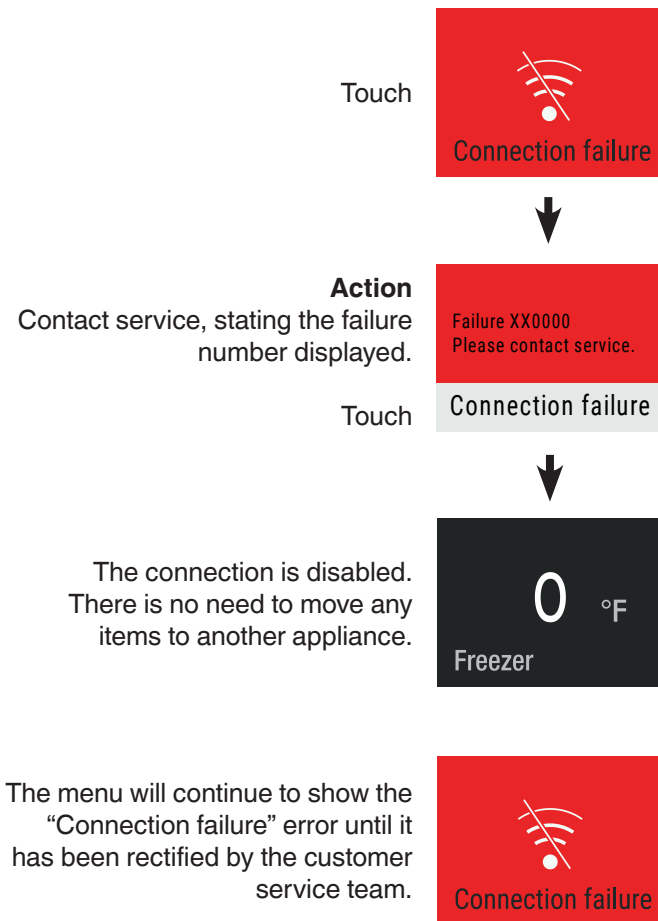 Touch
Connection failure
Action
Contact service, stating the failure
number displayed.
Failure XX0000
Please contact service.
Touch
Connection failure
The connection is disabled.
There is no need to move any
items to another appliance.
0 °F
Freezer
The menu will continue to show the
“Connection failure” error until it
has been rectified by the customer
service team.
Connection failure